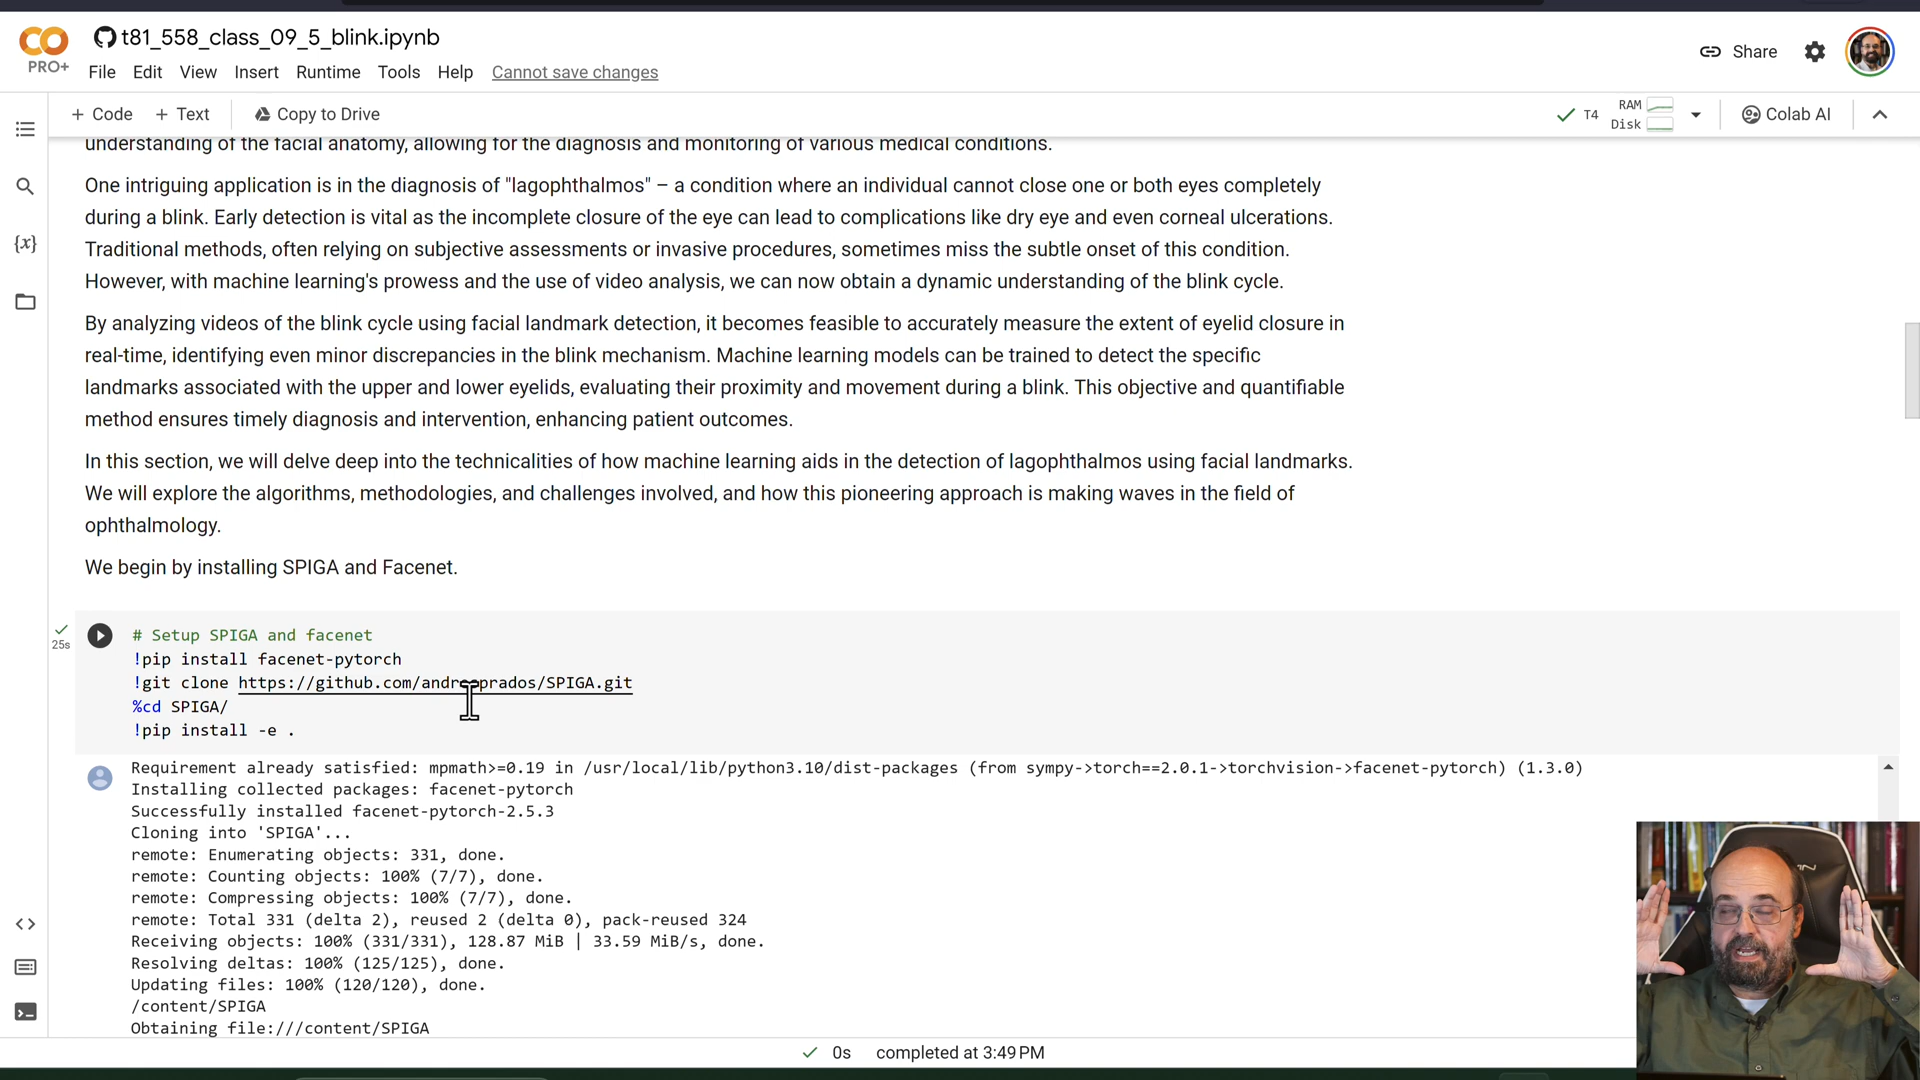 t81_558_class_09_5_blink.ipynb
PRO+
File Edit View Insert Runtime Tools Help Cannot save changes
Share
+ Code + Text Copy to Drive
T4 RAM Disk
Colab AI
understanding of the facial anatomy, allowing for the diagnosis and monitoring of various medical conditions.
One intriguing application is in the diagnosis of "lagophthalmos" – a condition where an individual cannot close one or both eyes completely
during a blink. Early detection is vital as the incomplete closure of the eye can lead to complications like dry eye and even corneal ulcerations.
Traditional methods, often relying on subjective assessments or invasive procedures, sometimes miss the subtle onset of this condition.
However, with machine learning's prowess and the use of video analysis, we can now obtain a dynamic understanding of the blink cycle.
By analyzing videos of the blink cycle using facial landmark detection, it becomes feasible to accurately measure the extent of eyelid closure in
real-time, identifying even minor discrepancies in the blink mechanism. Machine learning models can be trained to detect the specific
landmarks associated with the upper and lower eyelids, evaluating their proximity and movement during a blink. This objective and quantifiable
method ensures timely diagnosis and intervention, enhancing patient outcomes.
In this section, we will delve deep into the technicalities of how machine learning aids in the detection of lagophthalmos using facial landmarks.
We will explore the algorithms, methodologies, and challenges involved, and how this pioneering approach is making waves in the field of
ophthalmology.
We begin by installing SPIGA and Facenet.
25s
# Setup SPIGA and facenet
!pip install facenet-pytorch
!git clone https://github.com/andr prados/SPIGA.git
%cd SPIGA/
!pip install -e .
Requirement already satisfied: mpmath>=0.19 in /usr/local/lib/python3.10/dist-packages (from sympy->torch==2.0.1->torchvision->facenet-pytorch) (1.3.0)
Installing collected packages: facenet-pytorch
Successfully installed facenet-pytorch-2.5.3
Cloning into 'SPIGA'...
remote: Enumerating objects: 331, done.
remote: Counting objects: 100% (7/7), done.
remote: Compressing objects: 100% (7/7), done.
remote: Total 331 (delta 2), reused 2 (delta 0), pack-reused 324
Receiving objects: 100% (331/331), 128.87 MiB | 33.59 MiB/s, done.
Resolving deltas: 100% (125/125), done.
Updating files: 100% (120/120), done.
/content/SPIGA
Obtaining file:///content/SPIGA
0s completed at 3:49 PM